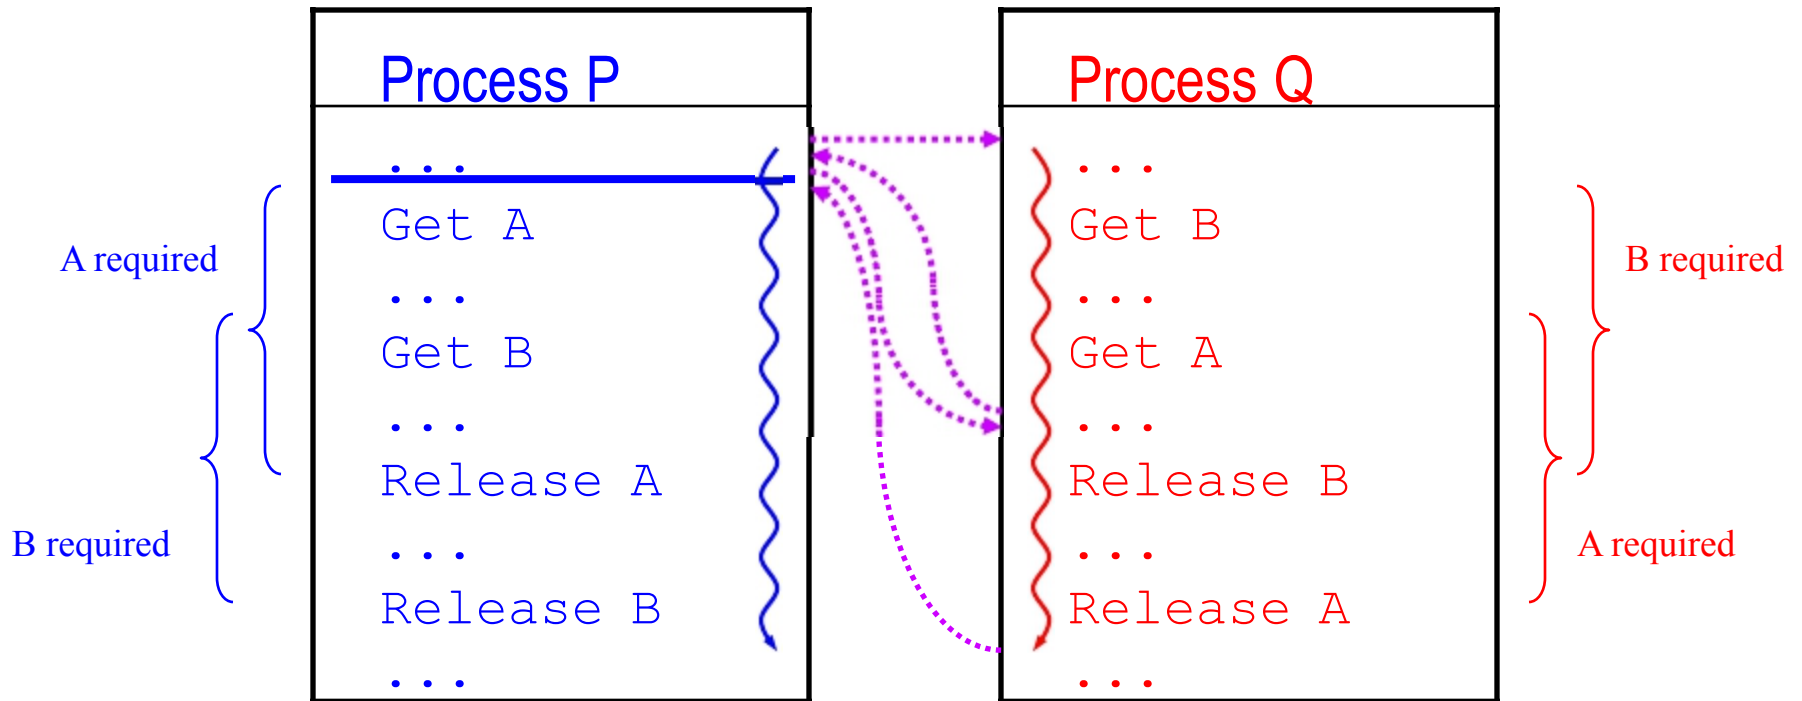 Process P
...
Get A
...
Get B
...
Release A
...
Release B
...
A required
B required
Process Q
...
Get B
...
Get A
...
Release B
...
Release A
...
B required
A required